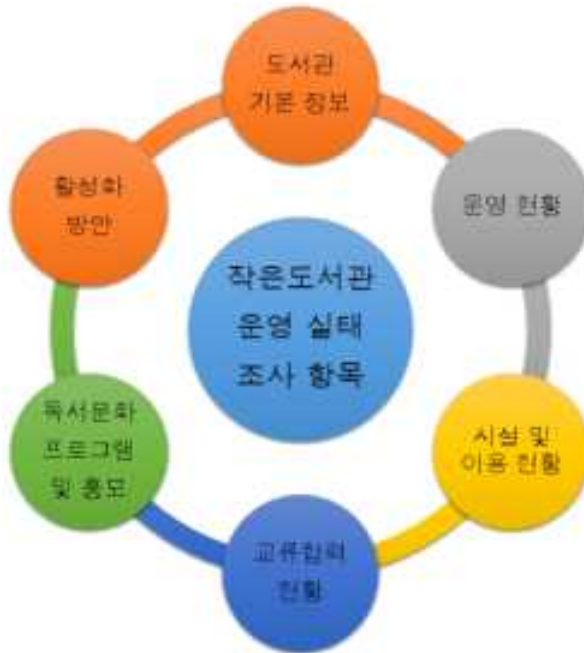 도서관
기본 정보
운영 현황
시설 및
이용 현황
교류협력
현황
독서문화
프로그램
및 홍보
활성화
방안
작은도서관
운영 실태
조사 항목